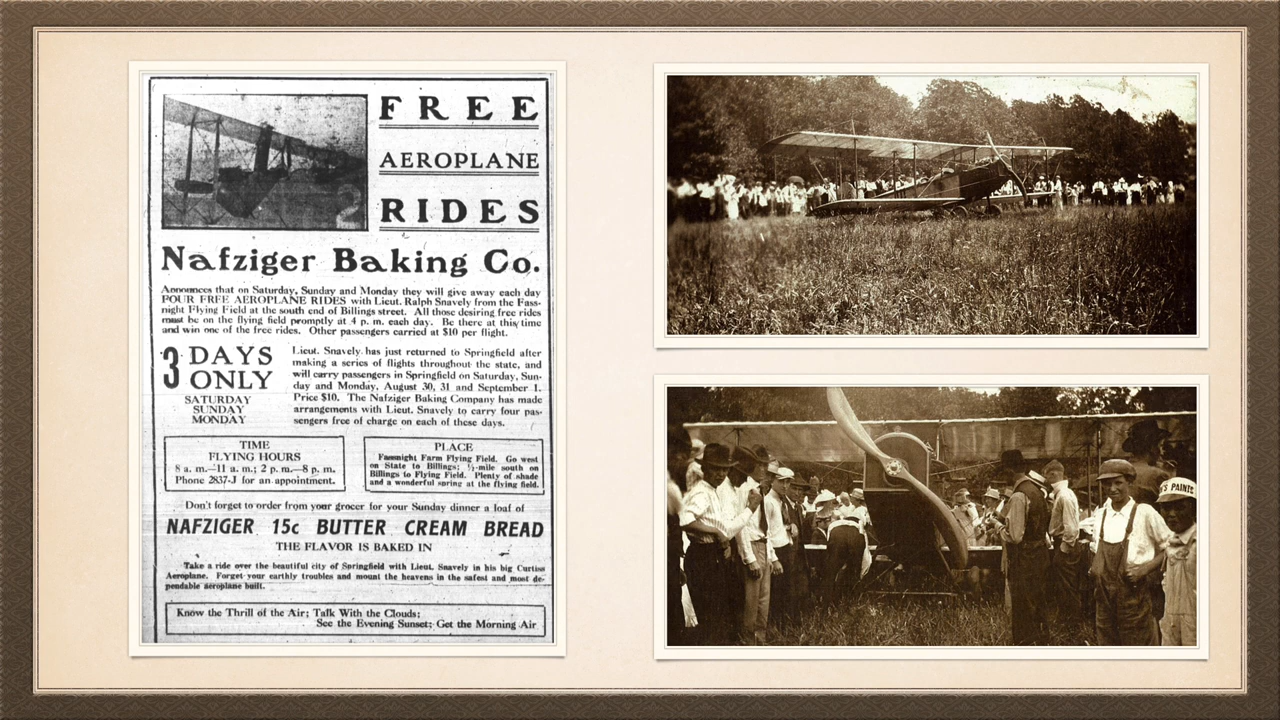 FREE
AEROPLANE
RIDES
Nafziger Baking Co.
Announces that on Saturday, Sunday and Monday they will give away each day
POUR FREE AEROPLANE RIDES with Lieut. Ralph Snavely from the Fass-
night Flying Field at the south end of Billings street. All those desiring free rides
must be on the flying field promptly at 4 p. m. each day. Be there at this time
and win one of the free rides. Other passengers carried at $10 per flight.
3 DAYS
ONLY
SATURDAY
SUNDAY
MONDAY
Lieut. Snavely has just returned to Springfield after
making a series of flights throughout the state, and
will carry passengers in Springfield on Saturday, Sun-
day and Monday, August 30, 31 and September 1.
Price $10. The Nafziger Baking Company has made
arrangements with Lieut. Snavely to carry four pas-
sengers free of charge on each of these days.
TIME
FLYING HOURS
8 a. m.—11 a. m.; 2 p. m.—8 p. m.
Phone 2837-J for an appointment.
PLACE
Fassnight Farm Flying Field. Go west
on State to Billings; ½-mile south on
Billings to Flying Field. Plenty of shade
and a wonderful spring at the flying field.
Don't forget to order from your grocer for your Sunday dinner a loaf of
NAFZIGER 15c BUTTER CREAM BREAD
THE FLAVOR IS BAKED IN
Take a ride over the beautiful city of Springfield with Lieut. Snavely in his big Curtiss
Aeroplane. Forget your earthly troubles and mount the heavens in the safest and most de-
pendable aeroplane built.
Know the Thrill of the Air; Talk With the Clouds;
See the Evening Sunset; Get the Morning Air
'S PAINTS